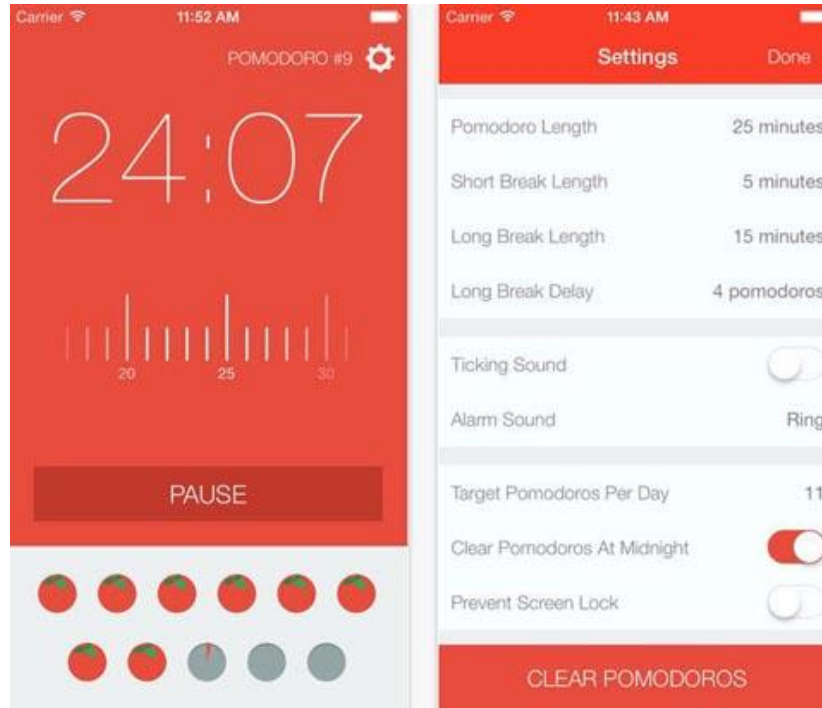 Carrier 11:52 AM
POMODORO #9
24:07
20 25 30
PAUSE
Carrier 11:43 AM
Settings Done
Pomodoro Length 25 minutes
Short Break Length 5 minutes
Long Break Length 15 minutes
Long Break Delay 4 pomodoros
Ticking Sound
Alarm Sound Ring
Target Pomodoros Per Day 11
Clear Pomodoros At Midnight
Prevent Screen Lock
CLEAR POMODOROS